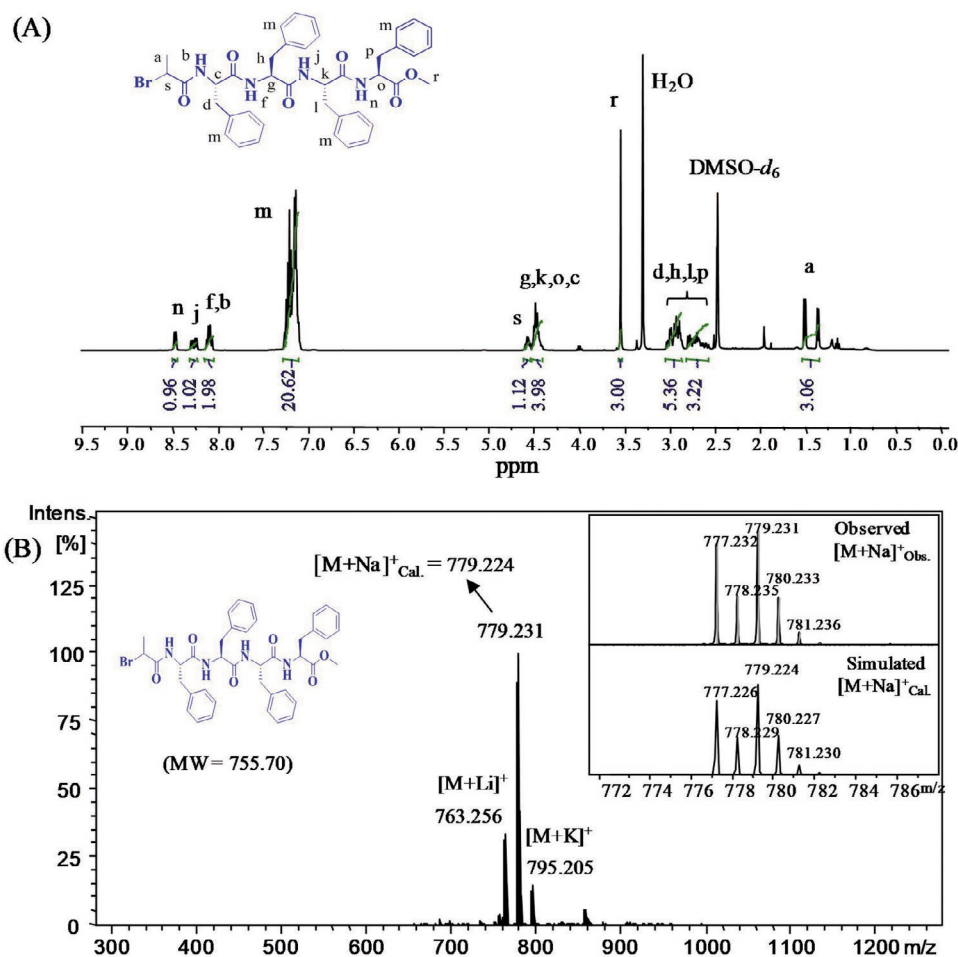 (A)
a
Br
s
O
b
H
N
c
d
m
O
N
H
f
h
g
m
O
H
N
j
k
l
m
O
N
H
n
p
o
m
O
O
r
n
j
f,b
m
s
g,k,o,c
r
H2O
d,h,l,p
DMSO-d6
a
0.96
1.02
1.98
20.62
1.12
3.98
3.00
5.36
3.22
3.06
9.5 9.0 8.5 8.0 7.5 7.0 6.5 6.0 5.5 5.0 4.5 4.0 3.5 3.0 2.5 2.0 1.5 1.0 0.5 0.0
ppm
(B)
Intens.
[%]
125
100
75
50
25
0
300 400 500 600 700 800 900 1000 1100 1200 m/z
[M+Na]+Cal. = 779.224
779.231
Br
O
H
N
O
N
H
O
H
N
O
N
H
O
O
(MW= 755.70)
[M+Li]+
763.256
[M+K]+
795.205
Observed
[M+Na]+Obs.
777.232
778.235
779.231
780.233
781.236
Simulated
[M+Na]+Cal.
777.226
778.229
779.224
780.227
781.230
772 774 776 778 780 782 784 786 m/z